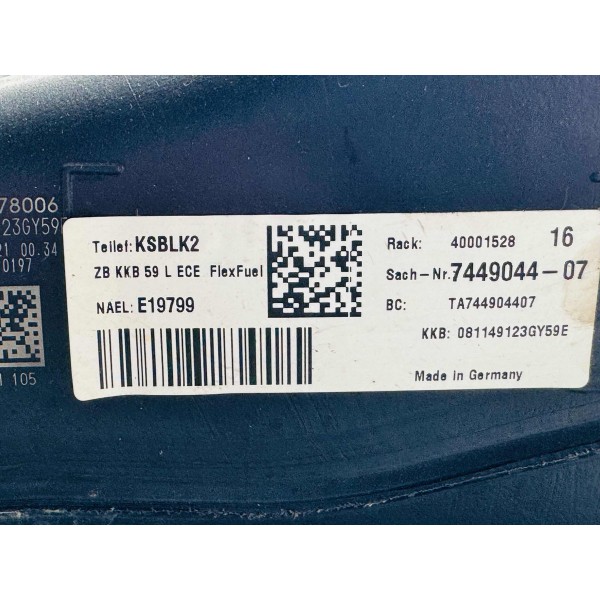 78006
23GY59
21 00.34
0197
105
Teilef: KSBLK2
ZB KKB 59 L ECE FlexFuel
NAEL: E19799
Rack: 40001528 16
Sach-Nr. 7449044-07
BC: TA744904407
KKB: 081149123GY59E
Made in Germany